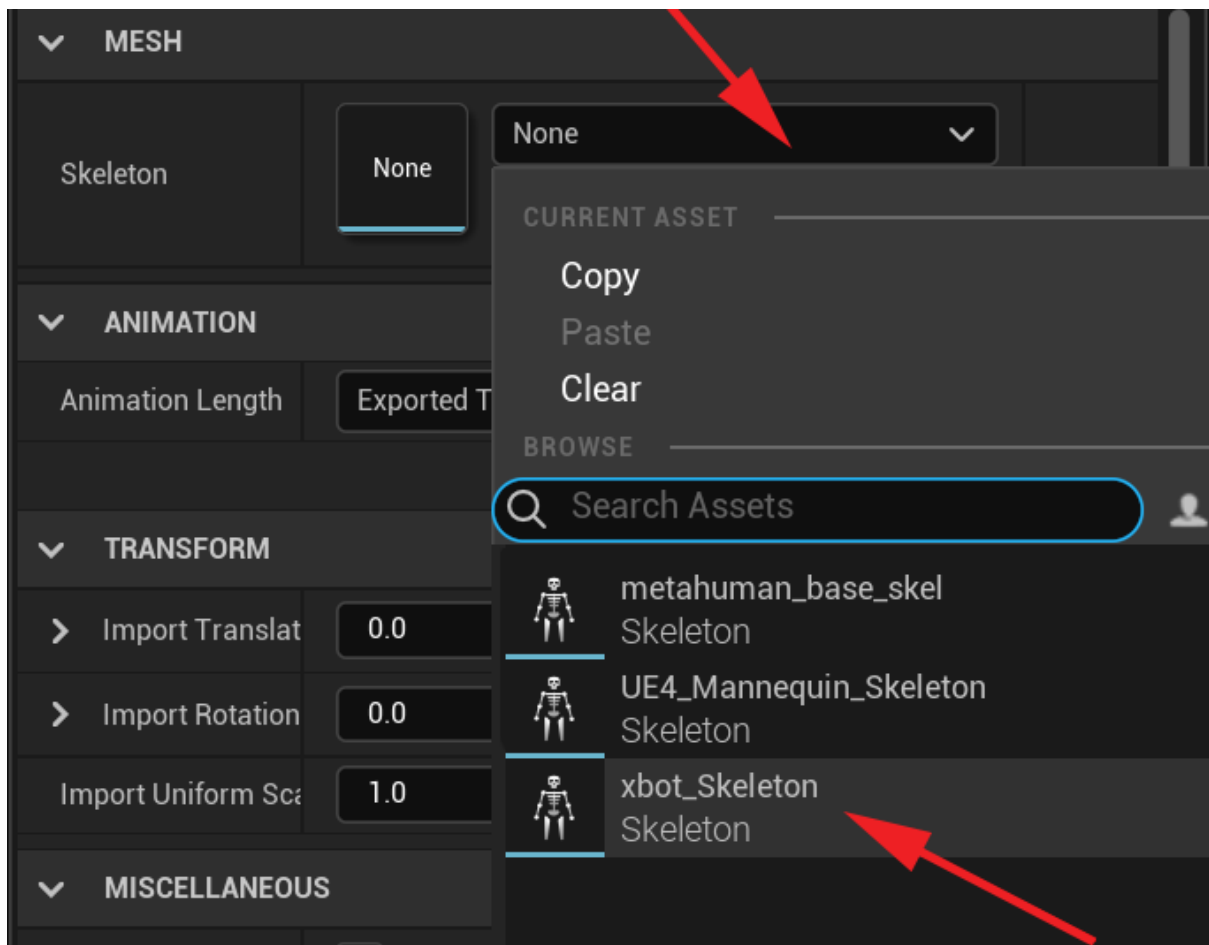 MESH
Skeleton
None
None
CURRENT ASSET
Copy
Paste
Clear
BROWSE
Search Assets
metahuman_base_skel
Skeleton
UE4_Mannequin_Skeleton
Skeleton
xbot_Skeleton
Skeleton
ANIMATION
Animation Length
Exported T
TRANSFORM
Import Translat
0.0
Import Rotation
0.0
Import Uniform Sca
1.0
MISCELLANEOUS